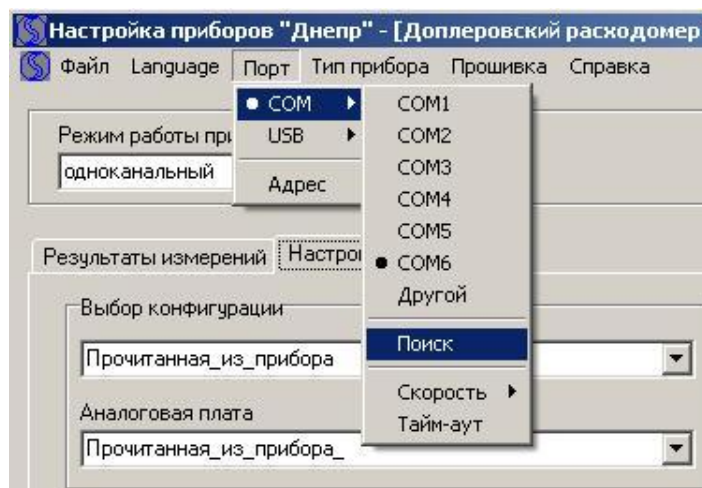 Настройка приборов "Днепр" - [Доплеровский расходомер
Файл Language Порт Тип прибора Прошивка Справка
COM
USB
Адрес
COM1
COM2
COM3
COM4
COM5
COM6
Другой
Поиск
Скорость
Тайм-аут
Режим работы при
одноканальный
Результаты измерений Настрой
Выбор конфигурации
Прочитанная_из_прибора
Аналоговая плата
Прочитанная_из_прибора_